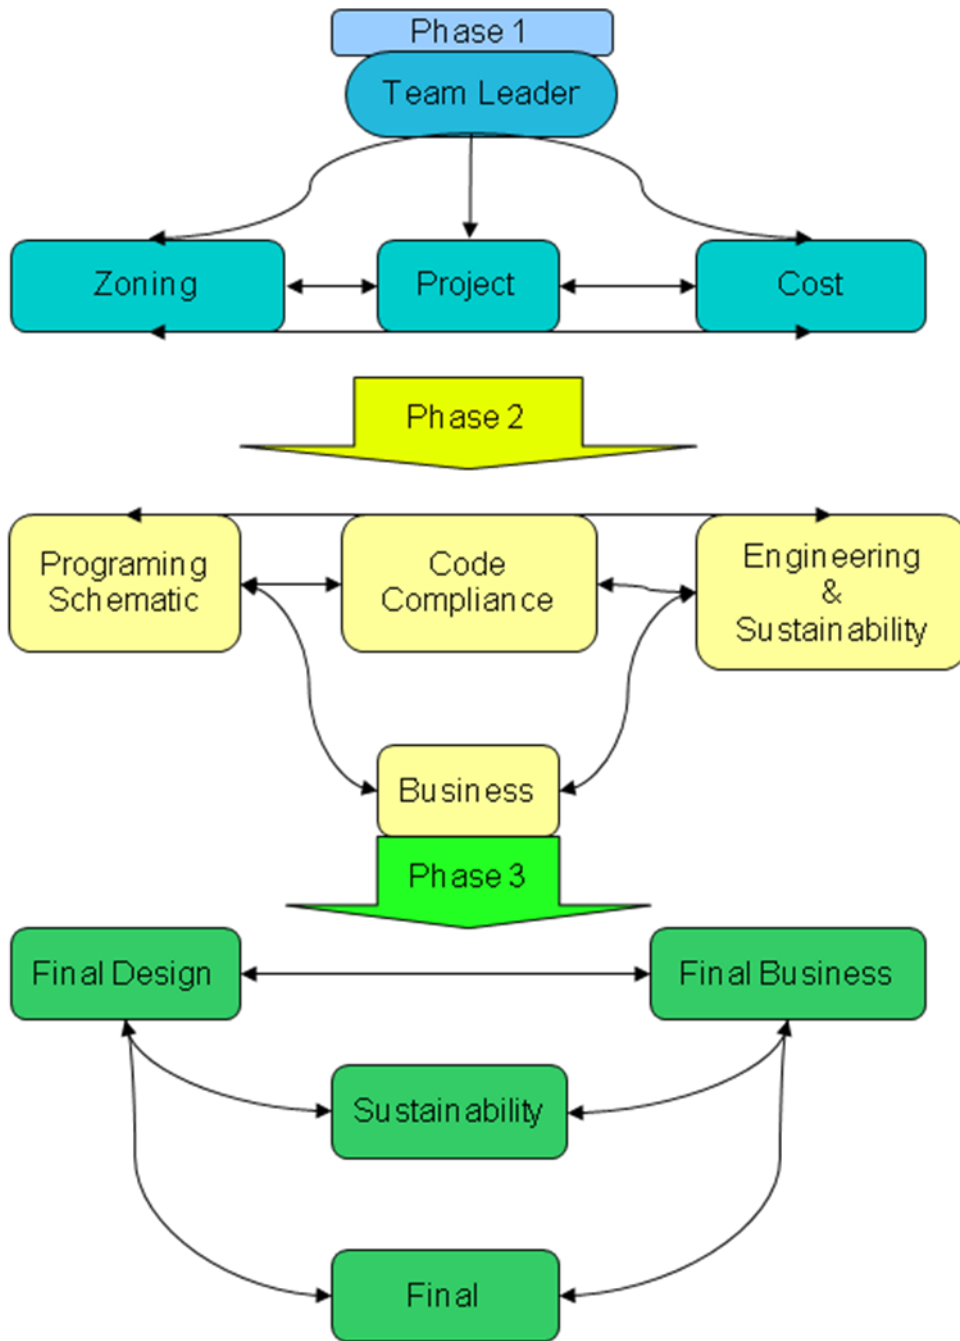 Phase 1
Team Leader
Zoning
Project
Cost
Phase 2
Programing
Schematic
Code
Compliance
Engineering
&
Sustainability
Business
Phase 3
Final Design
Final Business
Sustainability
Final